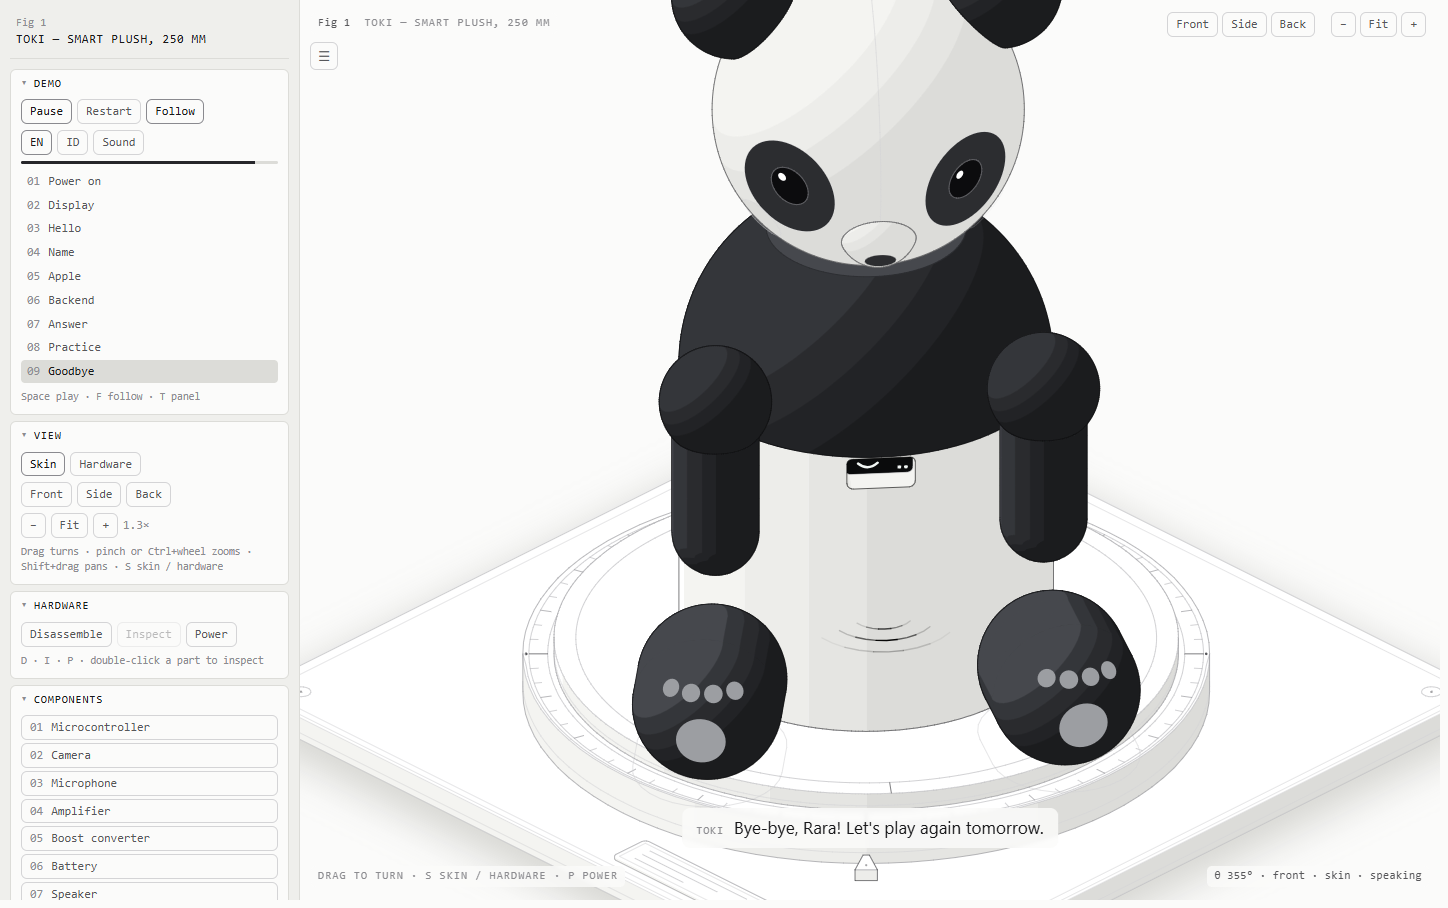 Fig 1
TOKI — SMART PLUSH, 250 MM
▾ DEMO
Pause Restart Follow
EN ID Sound
01 Power on
02 Display
03 Hello
04 Name
05 Apple
06 Backend
07 Answer
08 Practice
09 Goodbye
Space play · F follow · T panel
▾ VIEW
Skin Hardware
Front Side Back
− Fit + 1.3×
Drag turns · pinch or Ctrl+wheel zooms ·
Shift+drag pans · S skin / hardware
▾ HARDWARE
Disassemble Inspect Power
D · I · P · double-click a part to inspect
▾ COMPONENTS
01 Microcontroller
02 Camera
03 Microphone
04 Amplifier
05 Boost converter
06 Battery
07 Speaker
Fig 1 TOKI — SMART PLUSH, 250 MM
☰
Front Side Back − Fit +
TOKI Bye-bye, Rara! Let's play again tomorrow.
DRAG TO TURN · S SKIN / HARDWARE · P POWER
θ 355° · front · skin · speaking